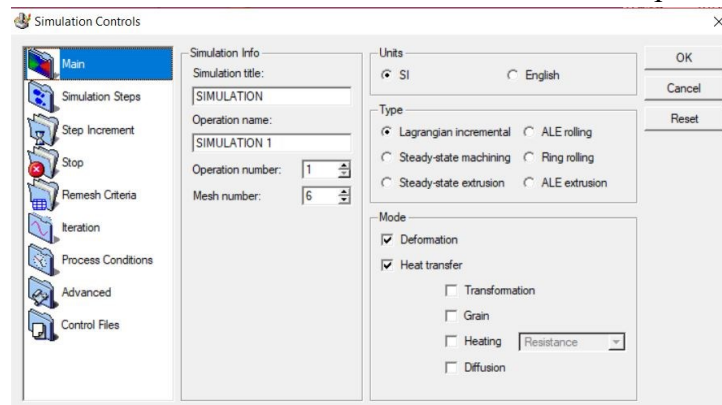 Simulation Controls
Main
Simulation Steps
Step Increment
Stop
Remesh Criteria
Iteration
Process Conditions
Advanced
Control Files
Simulation Info
Simulation title:
SIMULATION
Operation name:
SIMULATION 1
Operation number: 1
Mesh number: 6
Units
SI English
Type
Lagrangian incremental ALE rolling
Steady-state machining Ring rolling
Steady-state extrusion ALE extrusion
Mode
Deformation
Heat transfer
Transformation
Grain
Heating Resistance
Diffusion
OK
Cancel
Reset